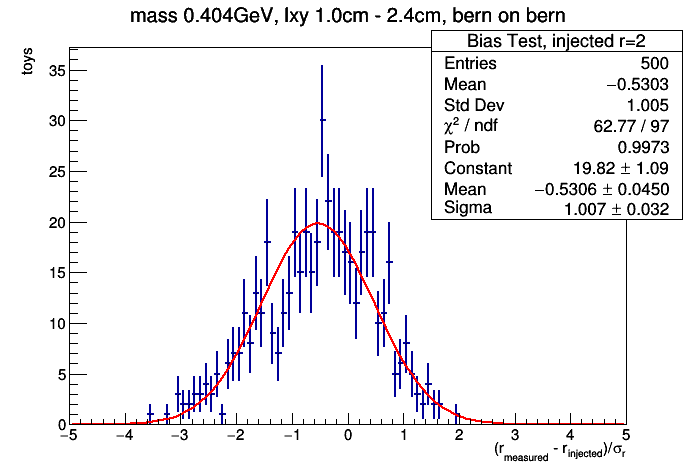 mass 0.404GeV, lxy 1.0cm - 2.4cm, bern on bern
toys
Bias Test, injected r=2
Entries 500
Mean −0.5303
Std Dev 1.005
χ² / ndf 62.77 / 97
Prob 0.9973
Constant 19.82 ± 1.09
Mean −0.5306 ± 0.0450
Sigma 1.007 ± 0.032
35
30
25
20
15
10
5
0
−5 −4 −3 −2 −1 0 1 2 3 4 5
(r_measured - r_injected)/σ_r